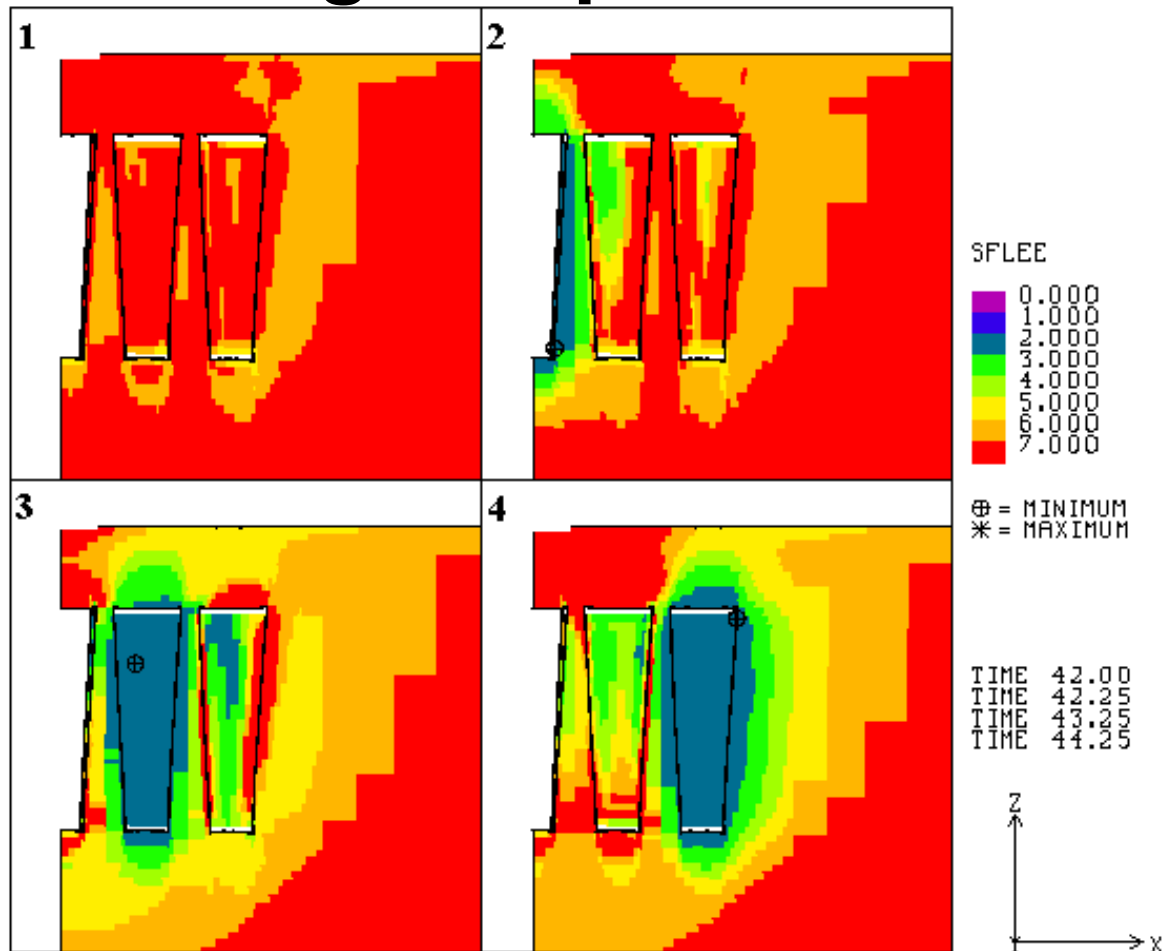 1
2
SFLEE
0.000
1.000
2.000
3.000
4.000
5.000
6.000
7.000
⊕ = MINIMUM
* = MAXIMUM
3
4
TIME 42.00
TIME 42.25
TIME 43.25
TIME 44.25
Z
X